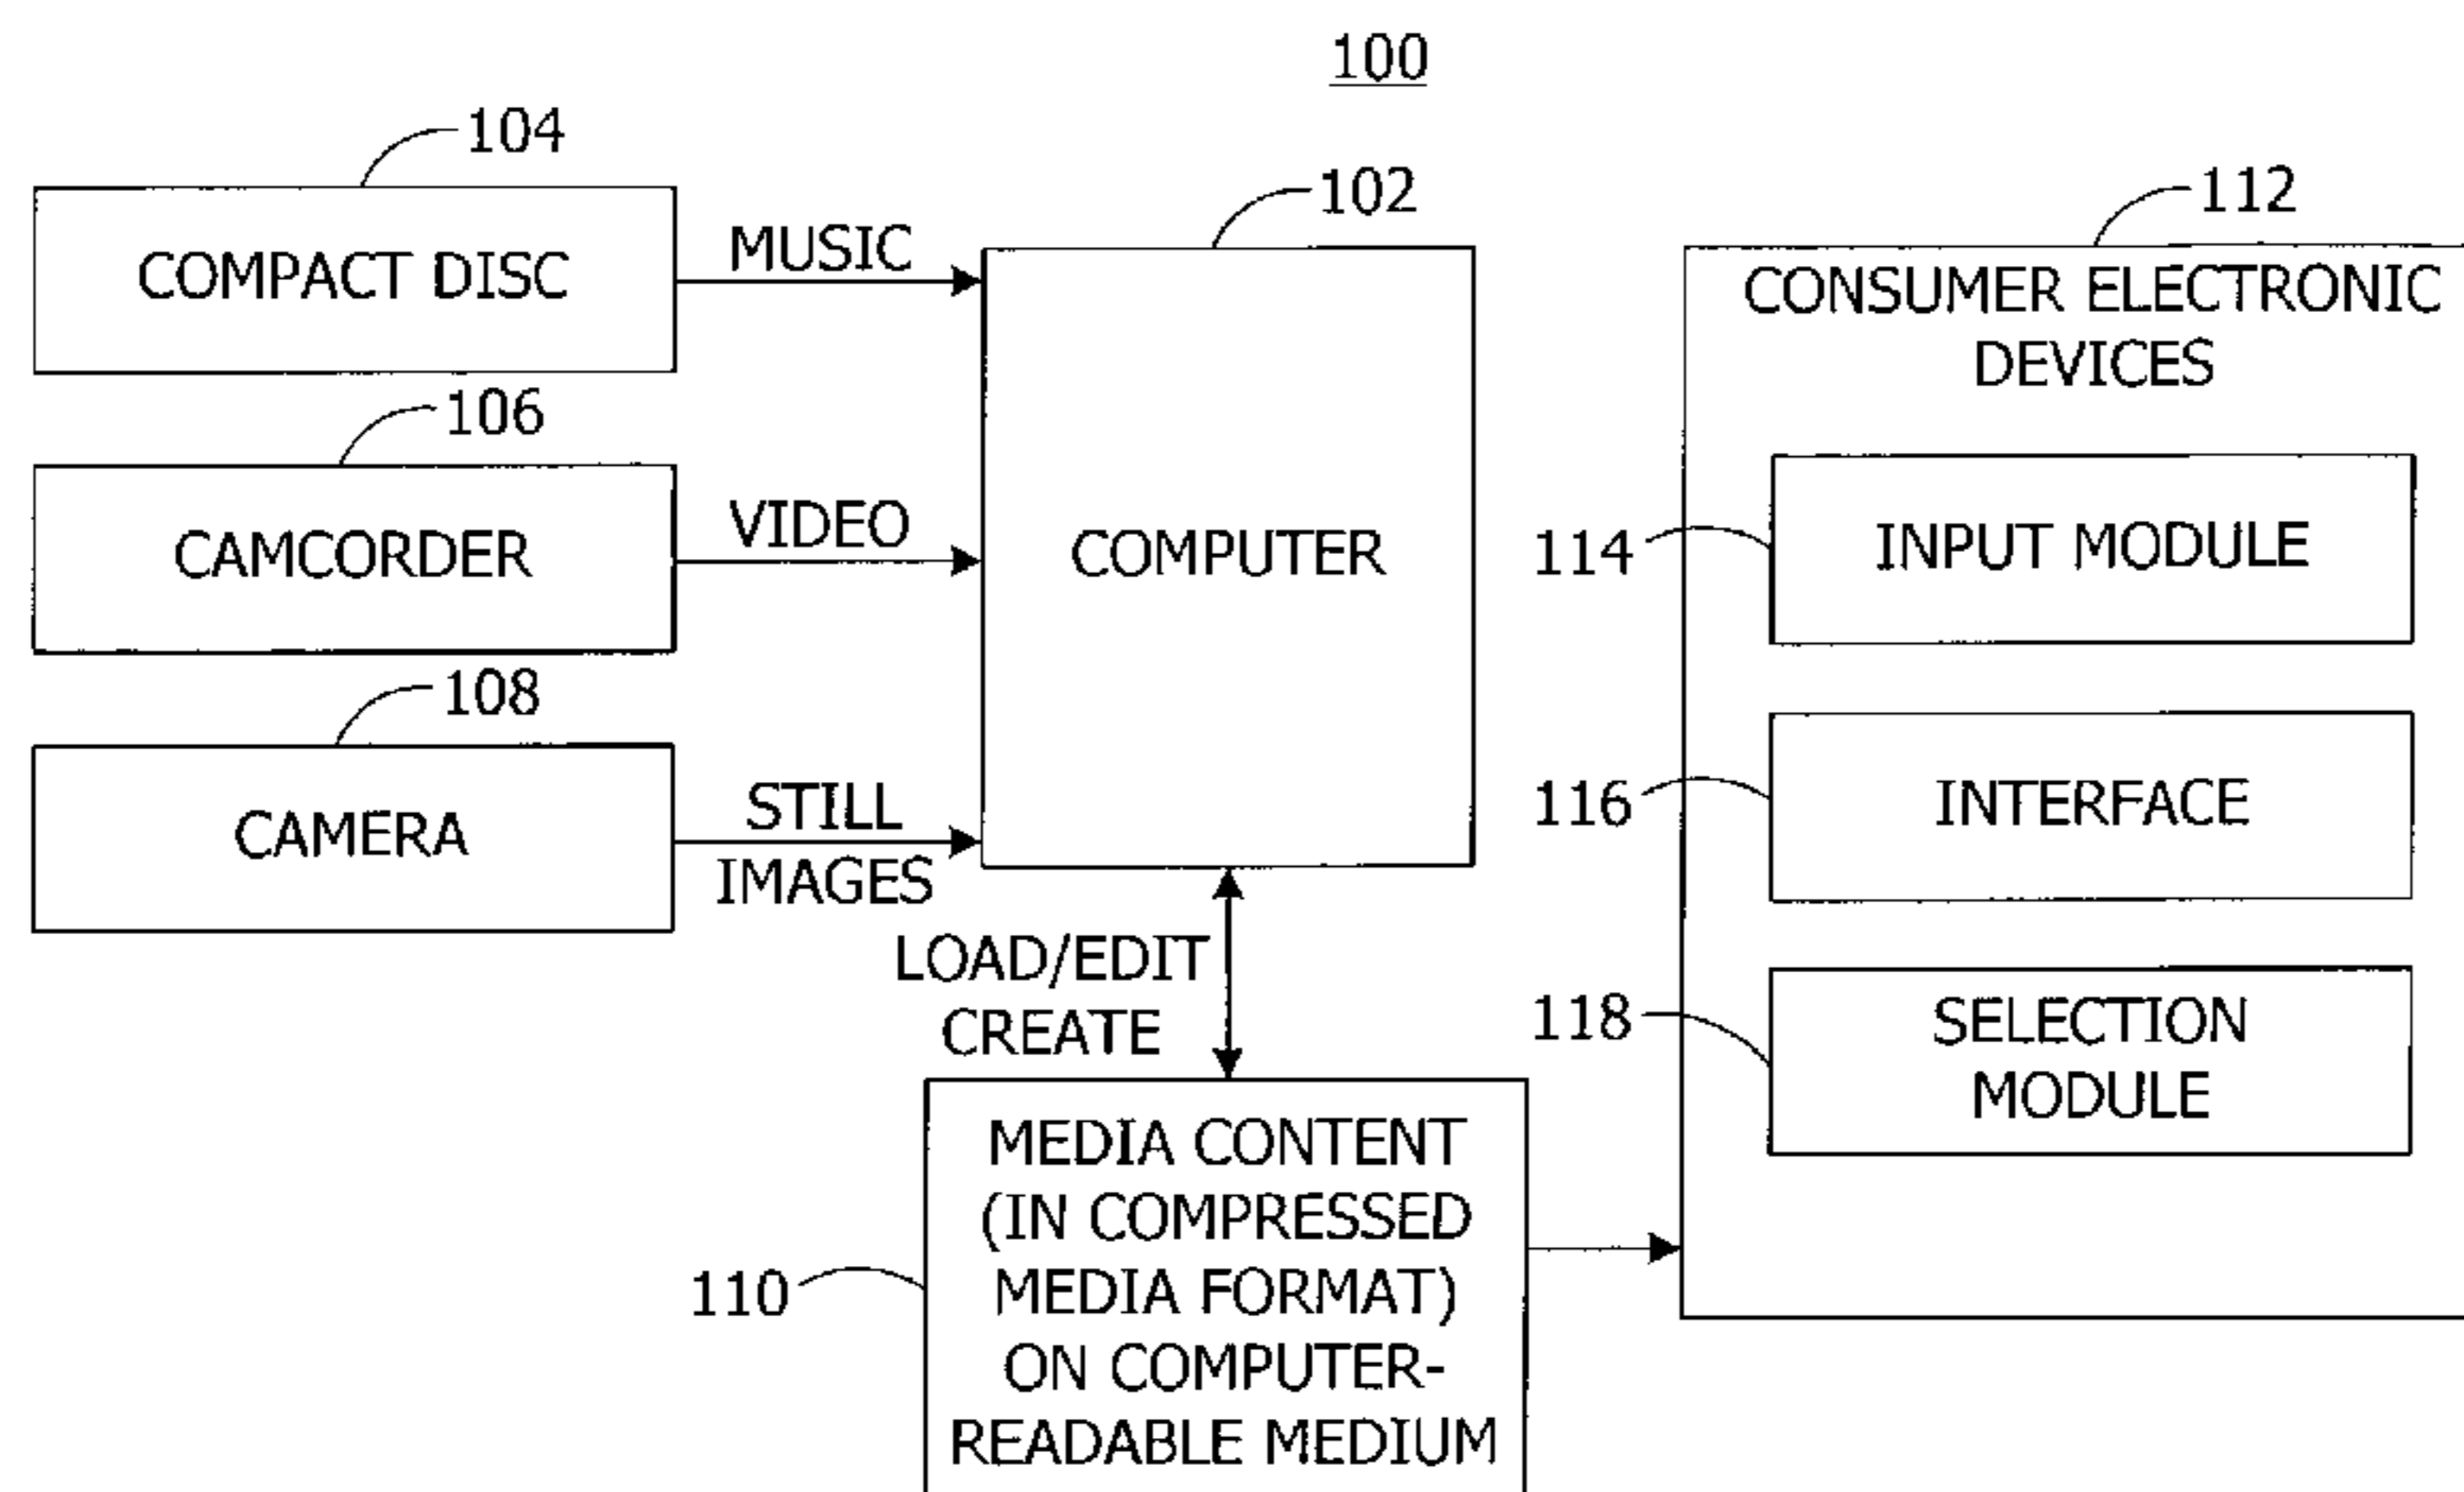 100
104
COMPACT DISC
MUSIC
102
COMPUTER
112
CONSUMER ELECTRONIC
DEVICES
106
CAMCORDER
VIDEO
114
INPUT MODULE
108
CAMERA
STILL
IMAGES
116
INTERFACE
LOAD/EDIT
CREATE
118
SELECTION
MODULE
110
MEDIA CONTENT
(IN COMPRESSED
MEDIA FORMAT)
ON COMPUTER-
READABLE MEDIUM